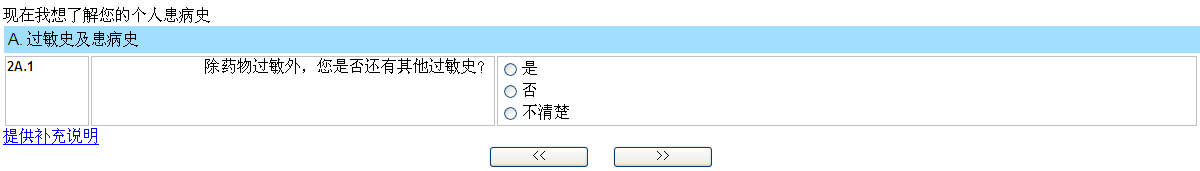 现在我想了解您的个人患病史
A. 过敏史及患病史
2A.1 除药物过敏外，您是否还有其他过敏史？ 是
否
不清楚
提供补充说明
<< >>